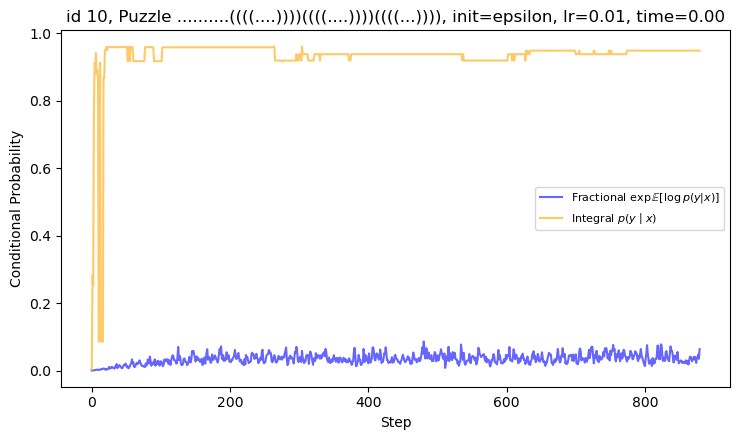 id 10, Puzzle ..........((((....))))((((....))))((((...)))), init=epsilon, lr=0.01, time=0.00
1.0
0.8
0.6
0.4
0.2
0.0
Conditional Probability
Fractional exp𝔼[log p(y|x)]
Integral p(y | x)
0 200 400 600 800
Step